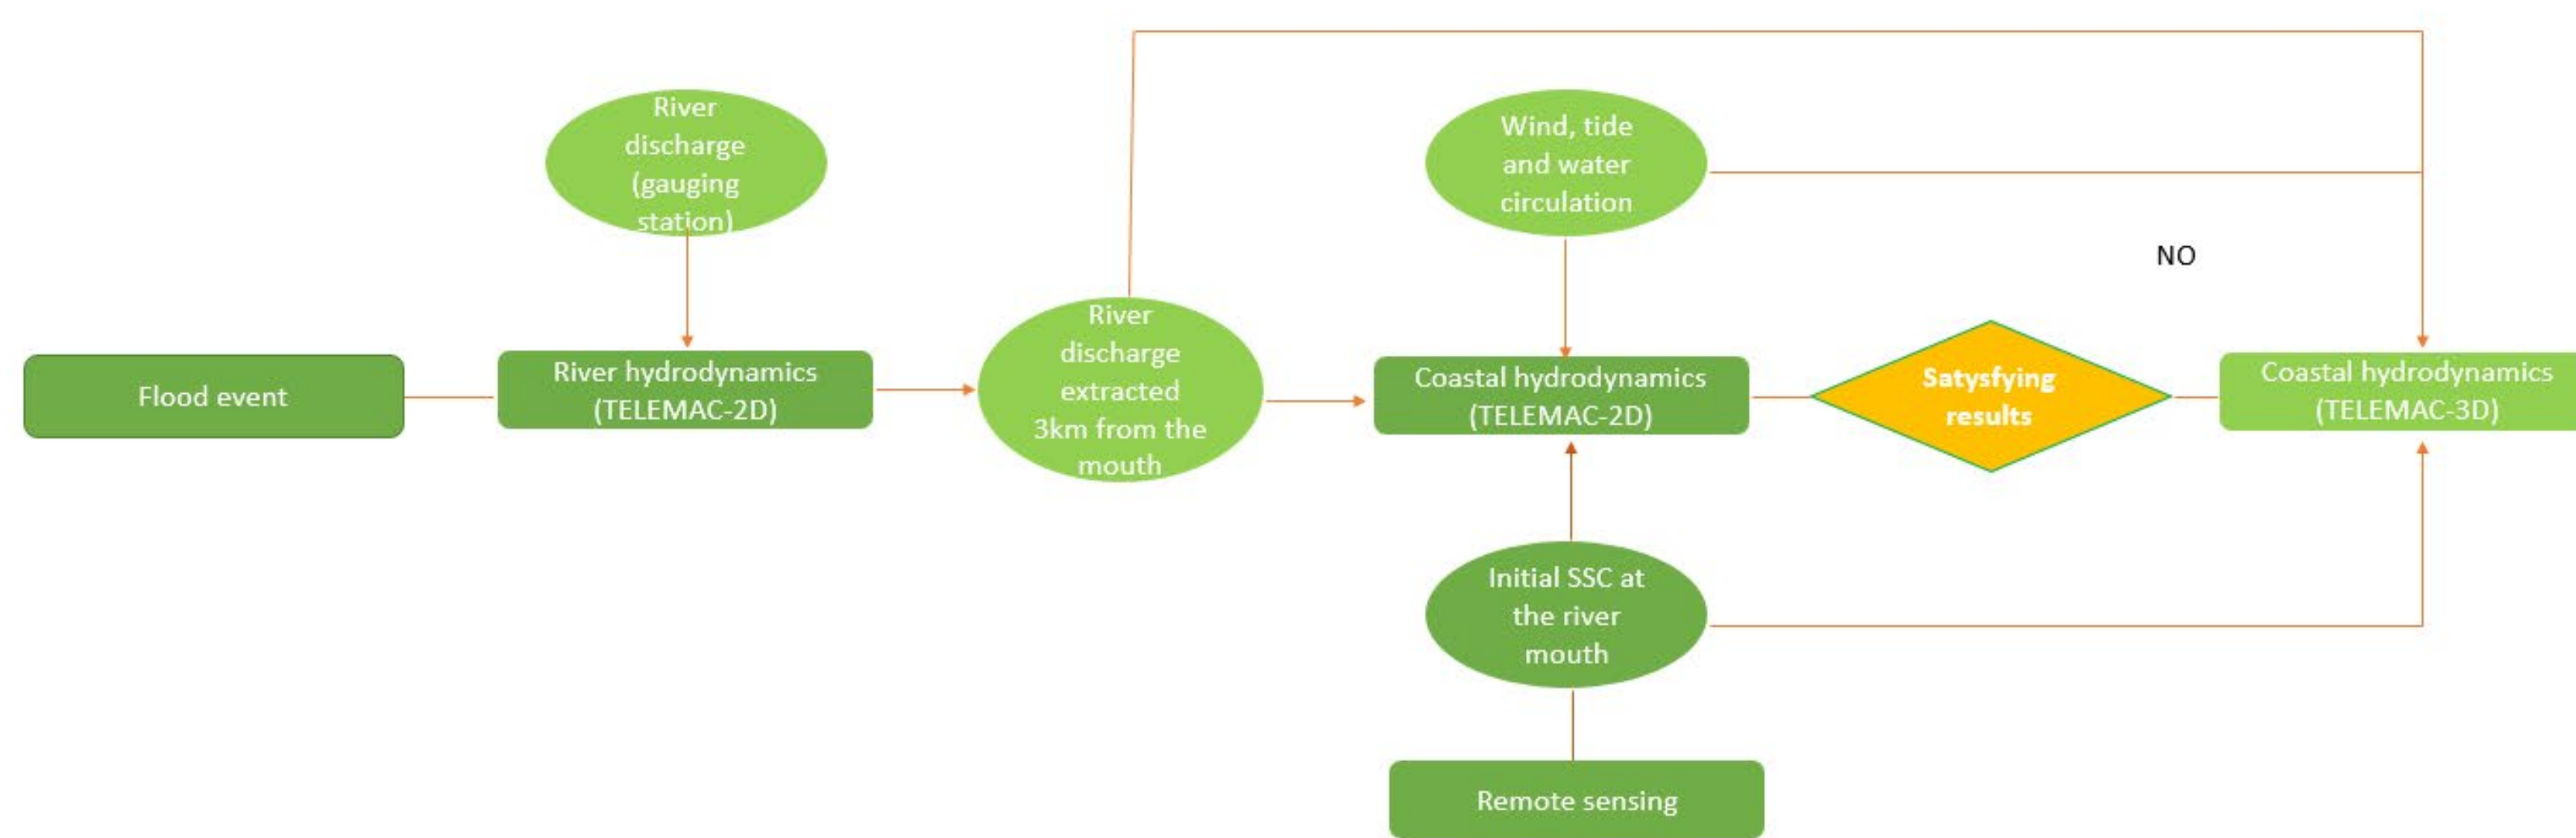 River
discharge
(gauging
station)
Wind, tide
and water
circulation
NO
Flood event
River hydrodynamics
(TELEMAC-2D)
River
discharge
extracted
3km from the
mouth
Coastal hydrodynamics
(TELEMAC-2D)
Satysfying
results
Coastal hydrodynamics
(TELEMAC-3D)
Initial SSC at
the river
mouth
Remote sensing